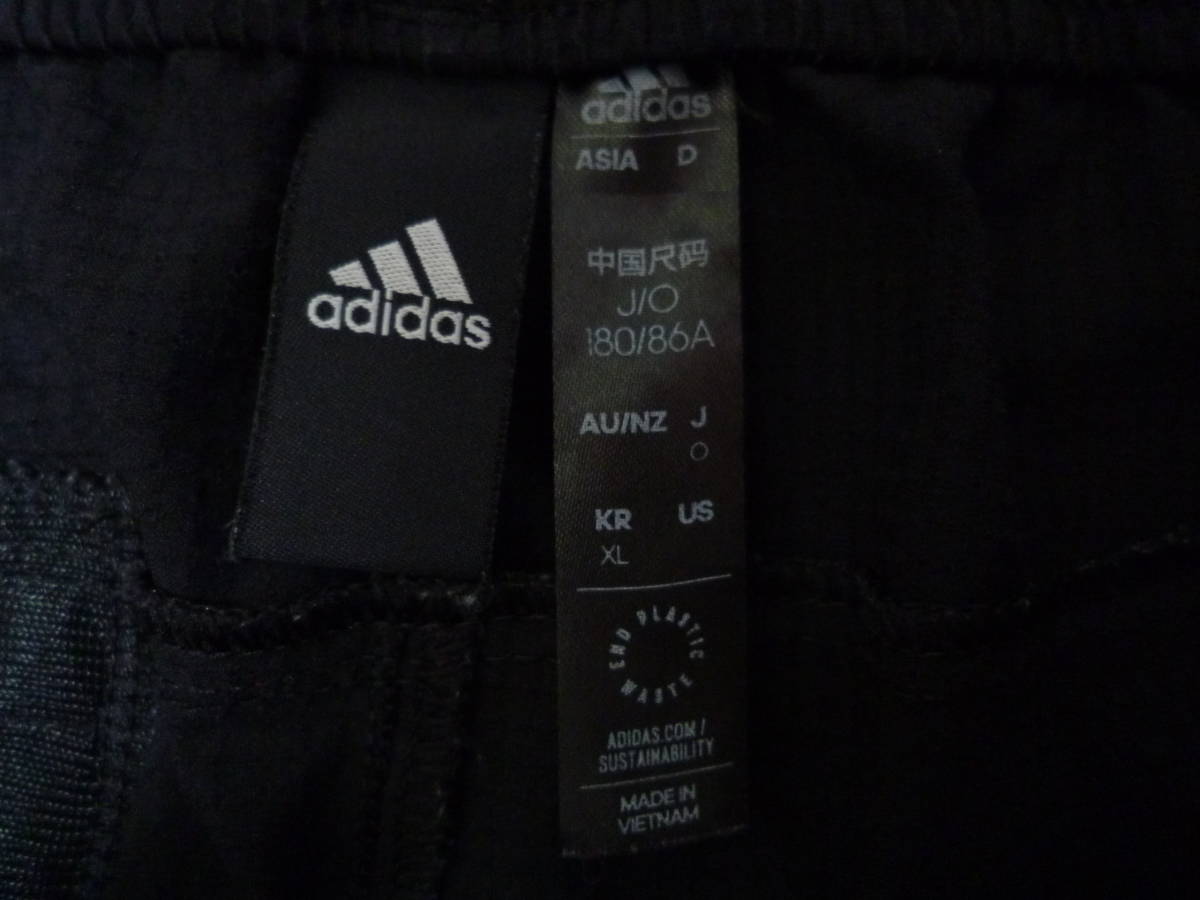 adidas
adidas
ASIA D
中国尺码
J/O
180/86A
AU/NZ J
O
KR US
XL
END PLASTIC WASTE
ADIDAS.COM/
SUSTAINABILITY
MADE IN
VIETNAM